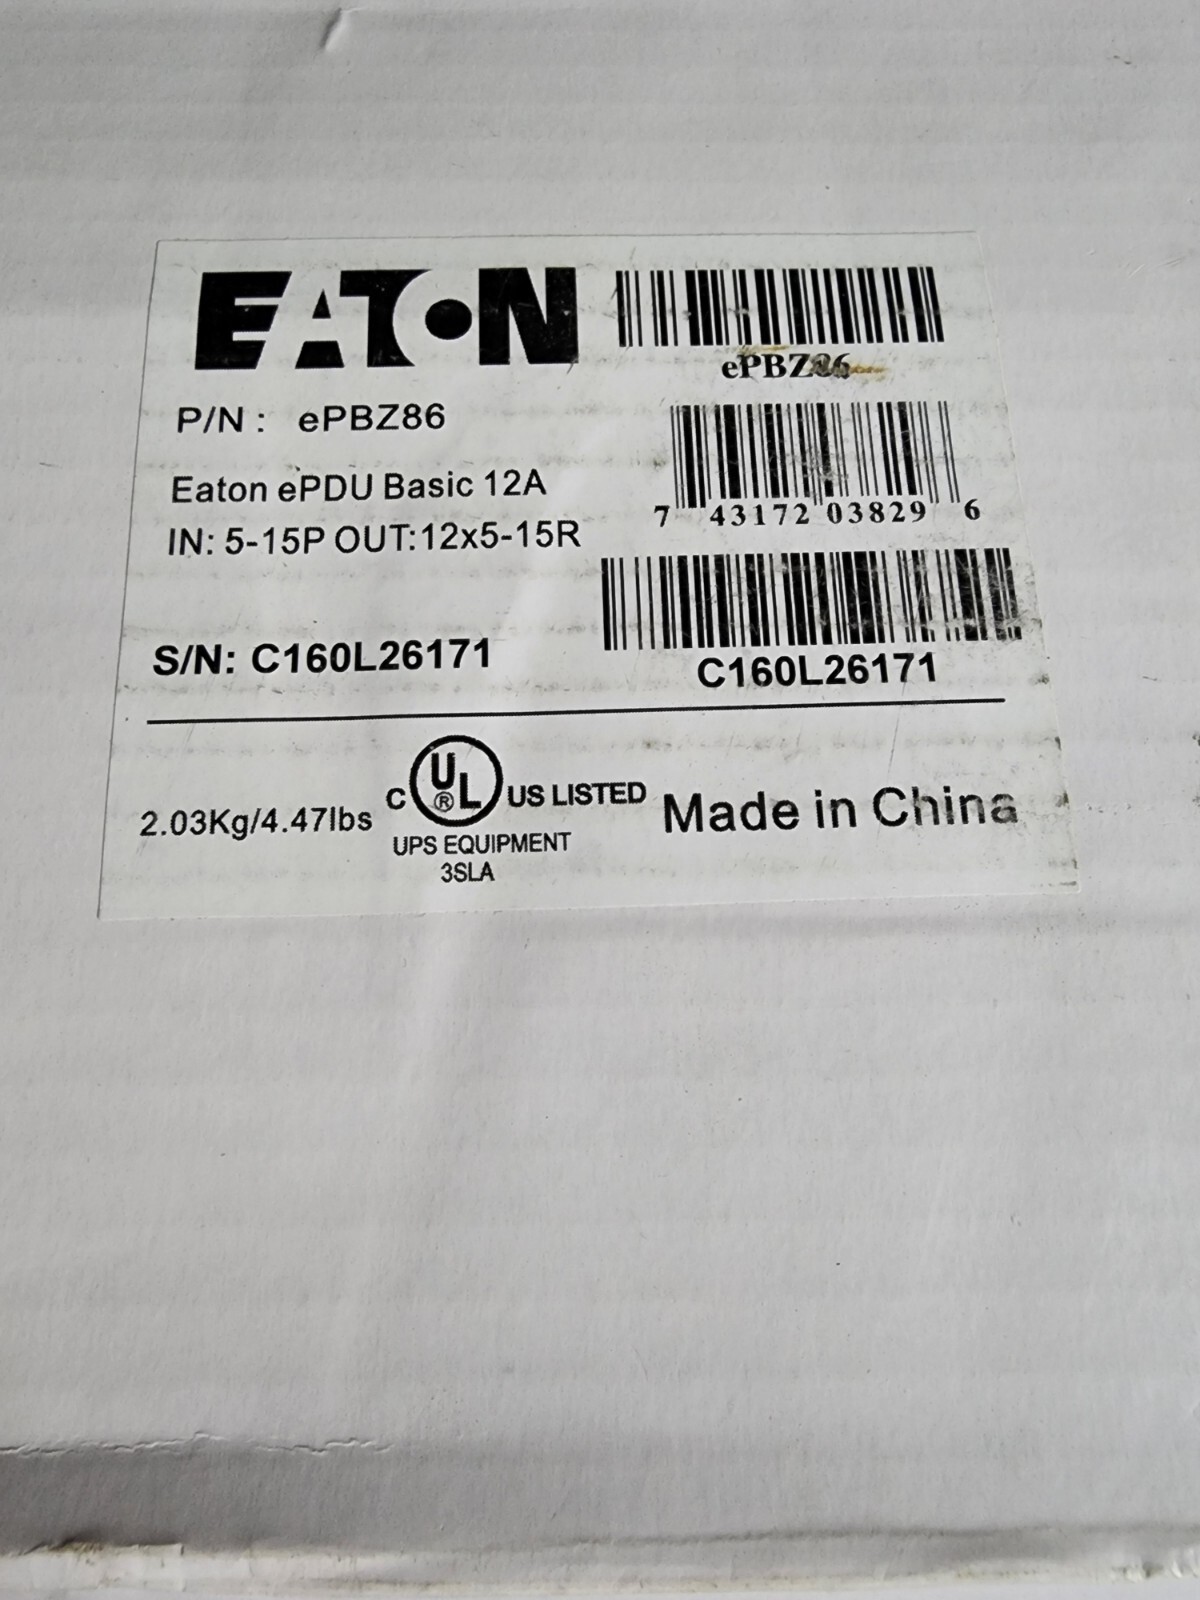 EATON
ePBZ86
P/N : ePBZ86
7 43172 03829 6
Eaton ePDU Basic 12A
IN: 5-15P OUT:12x5-15R
S/N: C160L26171
C160L26171
2.03Kg/4.47lbs
C UL ® US LISTED
UPS EQUIPMENT
3SLA
Made in China